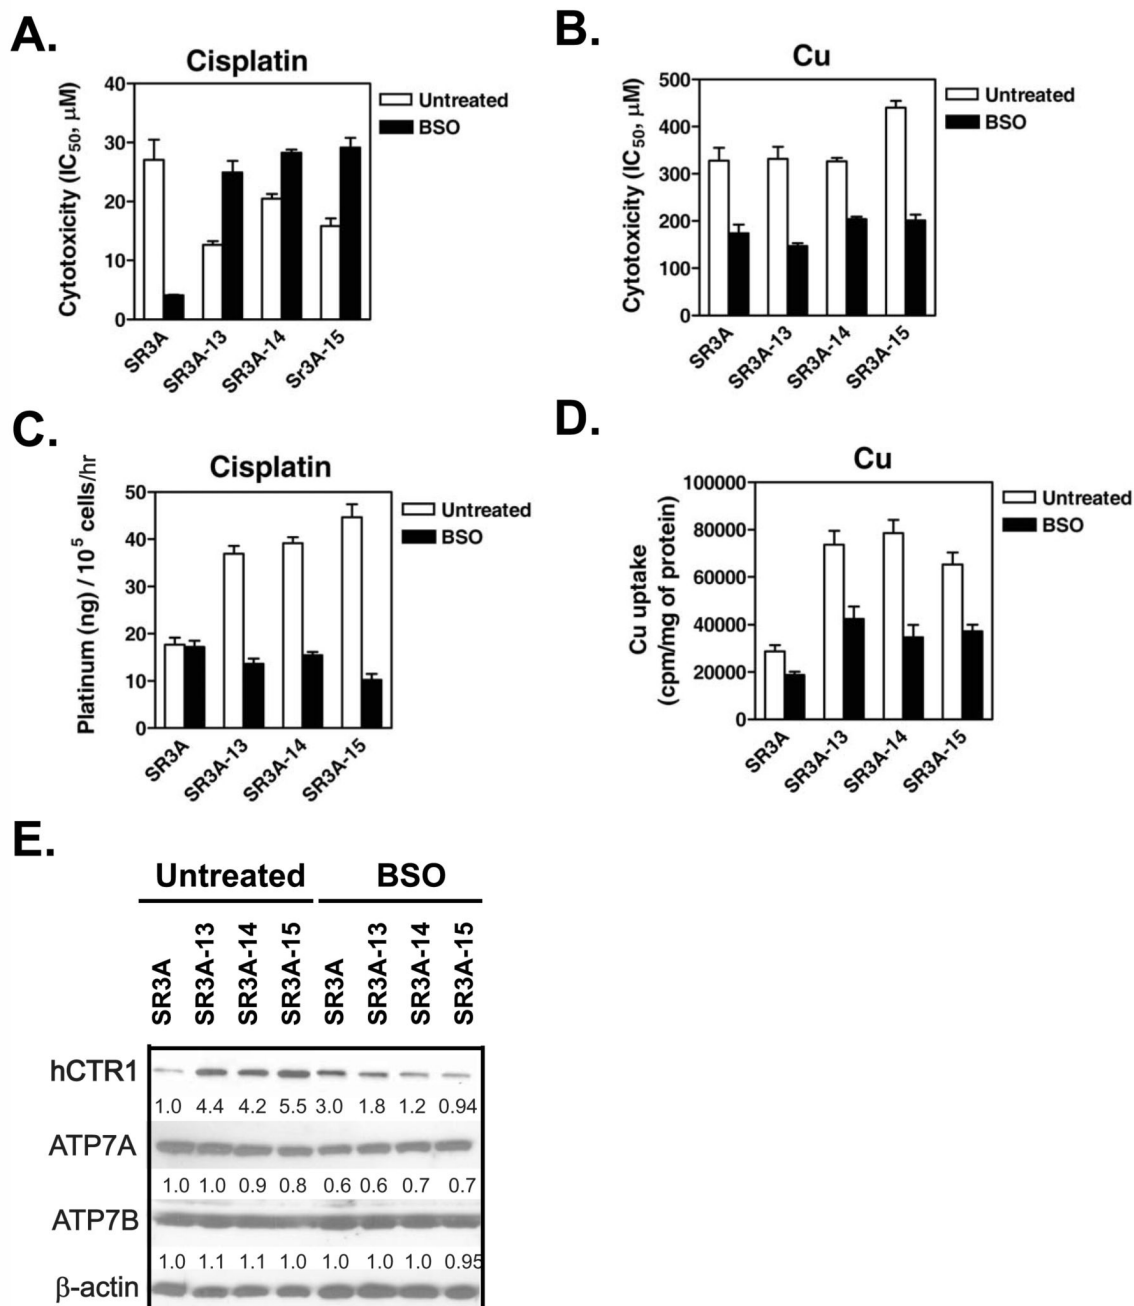 A.
Cisplatin
Cytotoxicity (IC50, μM)
40
30
20
10
0
Untreated
BSO
SR3A
SR3A-13
SR3A-14
Sr3A-15
B.
Cu
Cytotoxicity (IC50, μM)
500
400
300
200
100
0
Untreated
BSO
SR3A
SR3A-13
SR3A-14
SR3A-15
C.
Cisplatin
Platinum (ng) / 10^5 cells/hr
50
40
30
20
10
0
Untreated
BSO
SR3A
SR3A-13
SR3A-14
SR3A-15
D.
Cu
Cu uptake
(cpm/mg of protein)
100000
80000
60000
40000
20000
0
Untreated
BSO
SR3A
SR3A-13
SR3A-14
SR3A-15
E.
Untreated BSO
SR3A SR3A-13 SR3A-14 SR3A-15 SR3A SR3A-13 SR3A-14 SR3A-15
hCTR1
1.0 4.4 4.2 5.5 3.0 1.8 1.2 0.94
ATP7A
1.0 1.0 0.9 0.8 0.6 0.6 0.7 0.7
ATP7B
1.0 1.1 1.1 1.0 1.0 1.0 1.0 0.95
β-actin